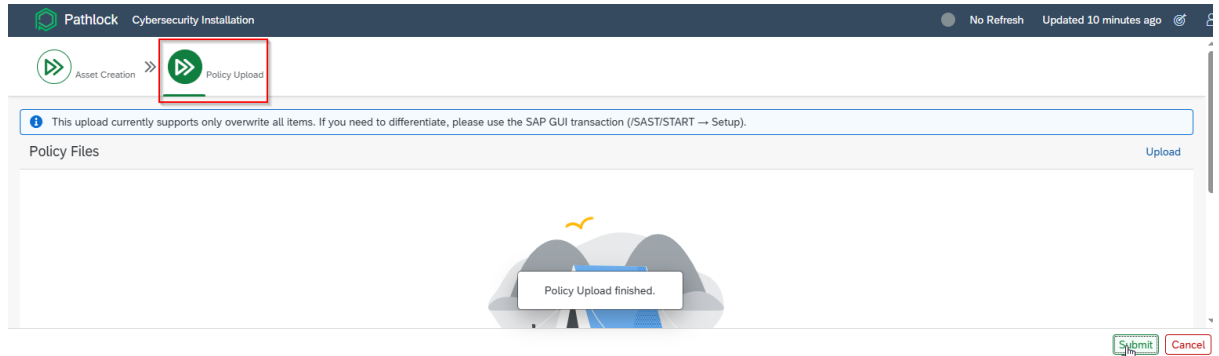 Pathlock Cybersecurity Installation No Refresh Updated 10 minutes ago
Asset Creation Policy Upload
This upload currently supports only overwrite all items. If you need to differentiate, please use the SAP GUI transaction (/SAST/START → Setup).
Policy Files Upload
Policy Upload finished.
Submit Cancel